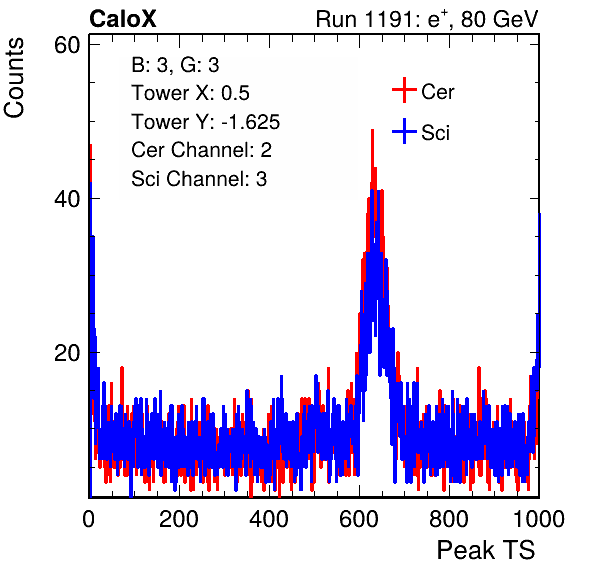 CaloX Run 1191: e⁺, 80 GeV
B: 3, G: 3
Tower X: 0.5
Tower Y: -1.625
Cer Channel: 2
Sci Channel: 3
Cer
Sci
Counts
60
40
20
0 200 400 600 800 1000
Peak TS